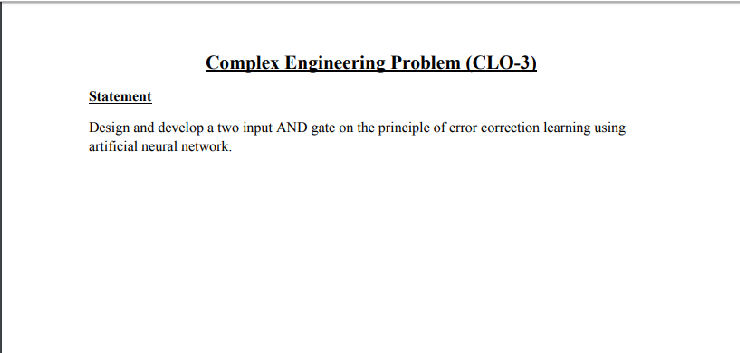 Complex Engineering Problem (CLO-3)
Statement
Design and develop a two input AND gate on the principle of error correction learning using
artificial neural network.